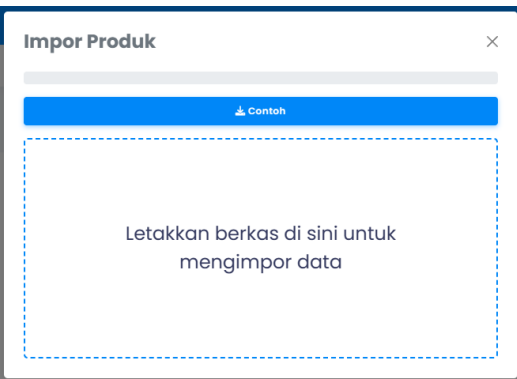 Impor Produk
Contoh
Letakkan berkas di sini untuk
mengimpor data